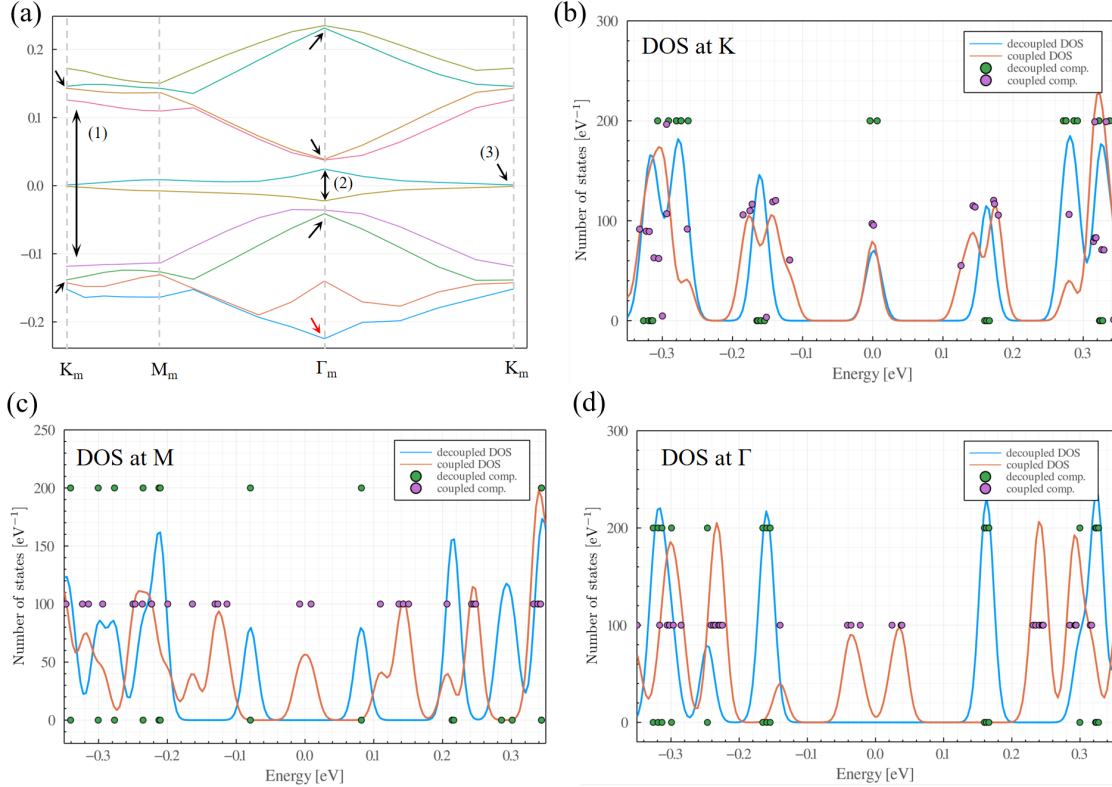 (a)
0.2
0.1
0.0
−0.1
−0.2
(1)
(2)
(3)
K_m
M_m
Γ_m
K_m
(b)
DOS at K
decoupled DOS
coupled DOS
decoupled comp.
coupled comp.
Number of states [eV⁻¹]
300
200
100
0
−0.3
−0.2
−0.1
0.0
0.1
0.2
0.3
Energy [eV]
(c)
DOS at M
decoupled DOS
coupled DOS
decoupled comp.
coupled comp.
Number of states [eV⁻¹]
250
200
150
100
50
0
−0.3
−0.2
−0.1
0.0
0.1
0.2
0.3
Energy [eV]
(d)
DOS at Γ
decoupled DOS
coupled DOS
decoupled comp.
coupled comp.
Number of states [eV⁻¹]
300
200
100
0
−0.3
−0.2
−0.1
0.0
0.1
0.2
0.3
Energy [eV]